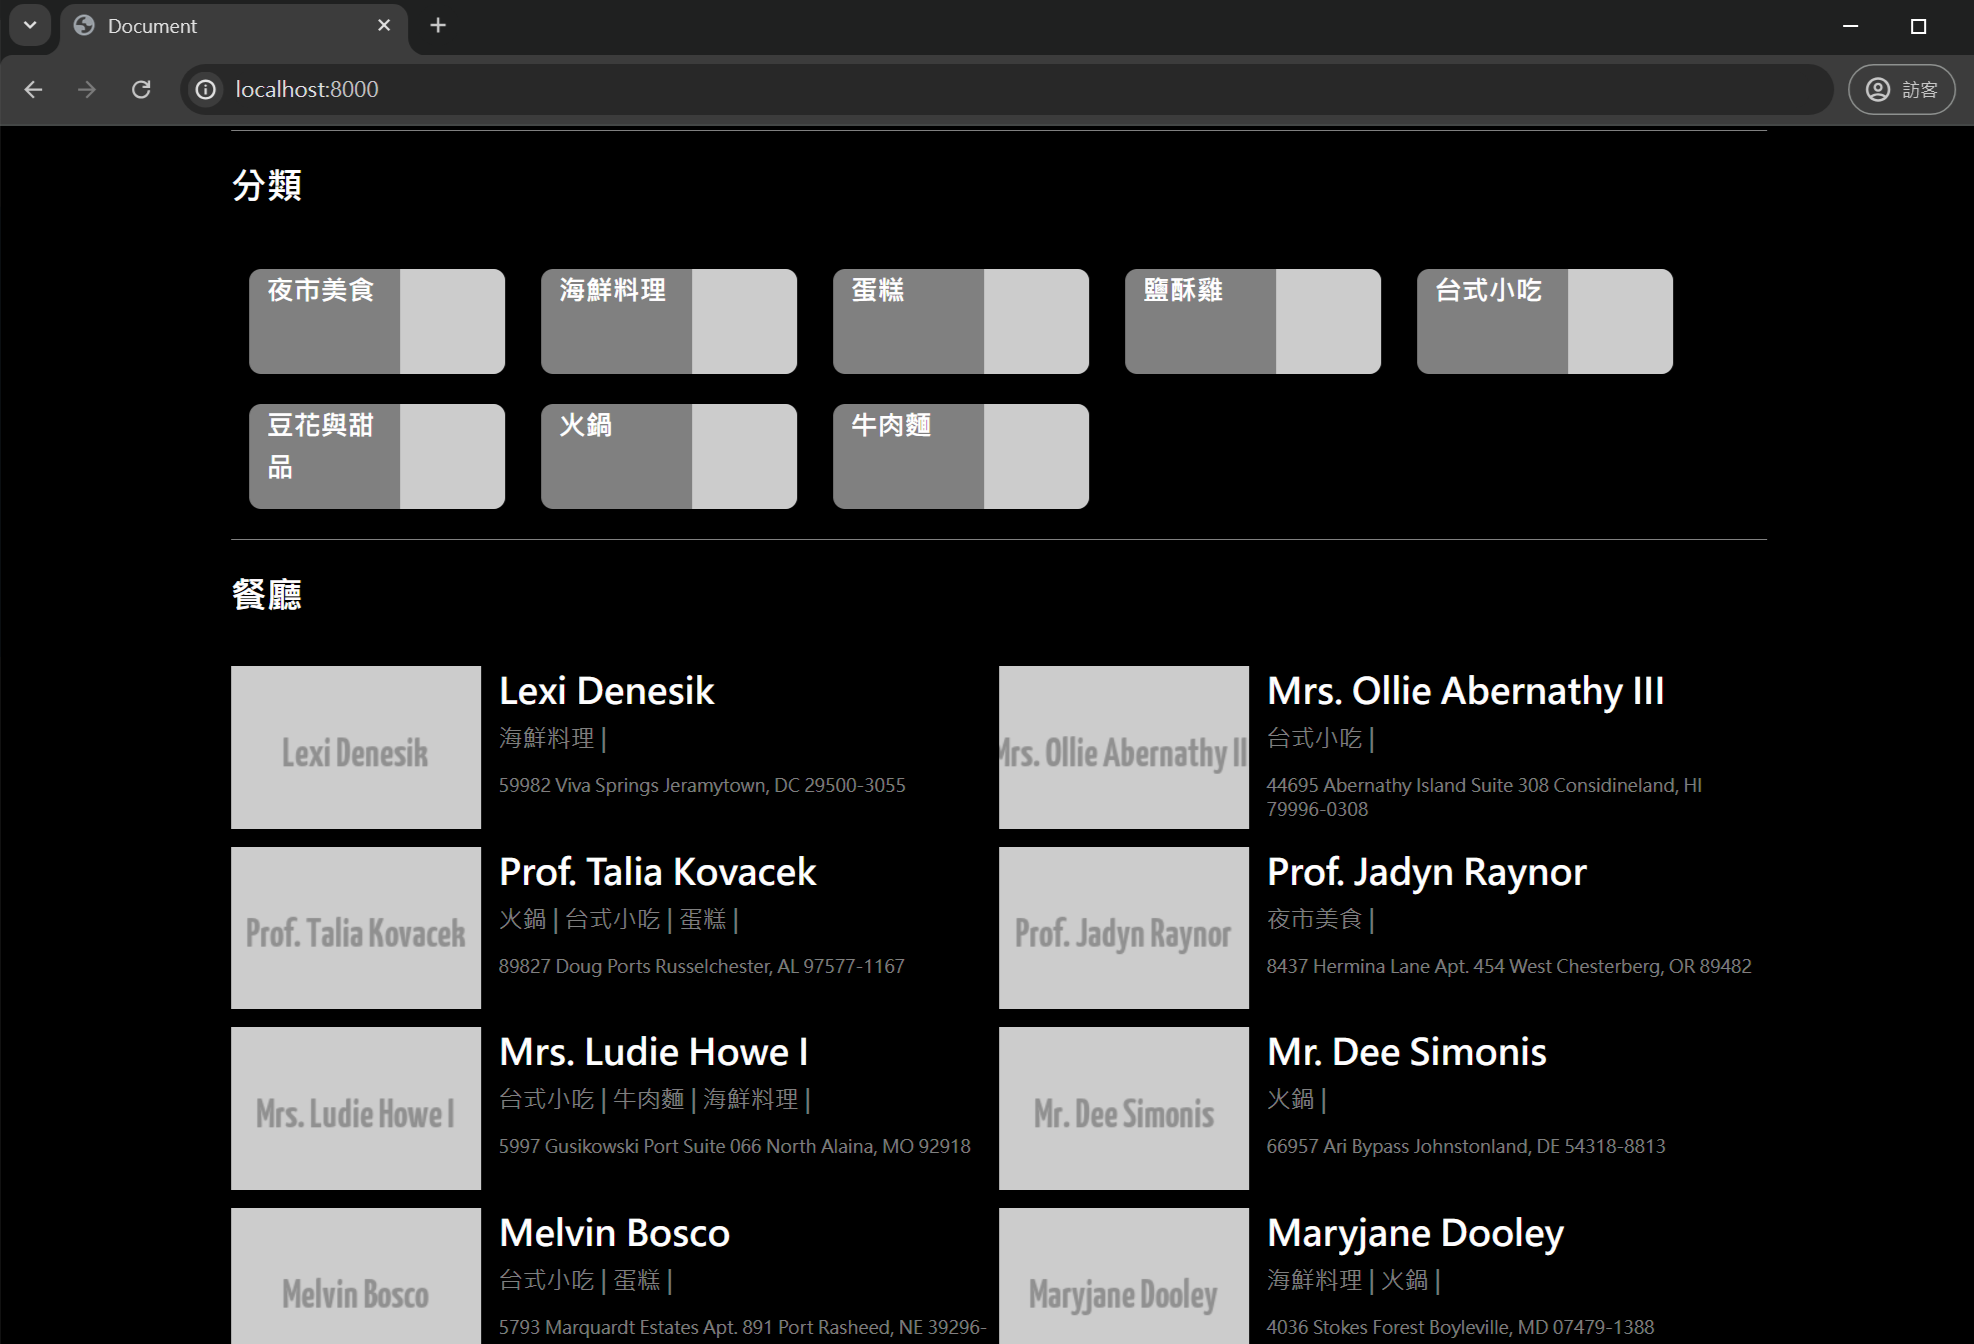 Document
localhost:8000
訪客
分類
夜市美食
海鮮料理
蛋糕
鹽酥雞
台式小吃
豆花與甜
品
火鍋
牛肉麵
餐廳
Lexi Denesik
Lexi Denesik
海鮮料理 |
59982 Viva Springs Jeramytown, DC 29500-3055
Mrs. Ollie Abernathy II
Mrs. Ollie Abernathy III
台式小吃 |
44695 Abernathy Island Suite 308 Considineland, HI
79996-0308
Prof. Talia Kovacek
Prof. Talia Kovacek
火鍋 | 台式小吃 | 蛋糕 |
89827 Doug Ports Russelchester, AL 97577-1167
Prof. Jadyn Raynor
Prof. Jadyn Raynor
夜市美食 |
8437 Hermina Lane Apt. 454 West Chesterberg, OR 89482
Mrs. Ludie Howe I
Mrs. Ludie Howe I
台式小吃 | 牛肉麵 | 海鮮料理 |
5997 Gusikowski Port Suite 066 North Alaina, MO 92918
Mr. Dee Simonis
Mr. Dee Simonis
火鍋 |
66957 Ari Bypass Johnstonland, DE 54318-8813
Melvin Bosco
Melvin Bosco
台式小吃 | 蛋糕 |
5793 Marquardt Estates Apt. 891 Port Rasheed, NE 39296-
Maryjane Dooley
Maryjane Dooley
海鮮料理 | 火鍋 |
4036 Stokes Forest Boyleville, MD 07479-1388